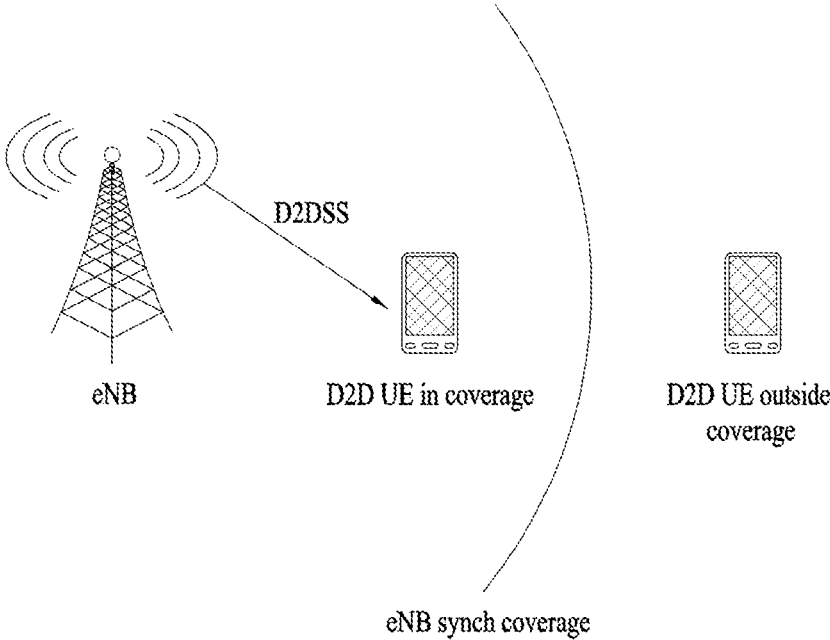 D2DSS
eNB
D2D UE in coverage
D2D UE outside
coverage
eNB synch coverage